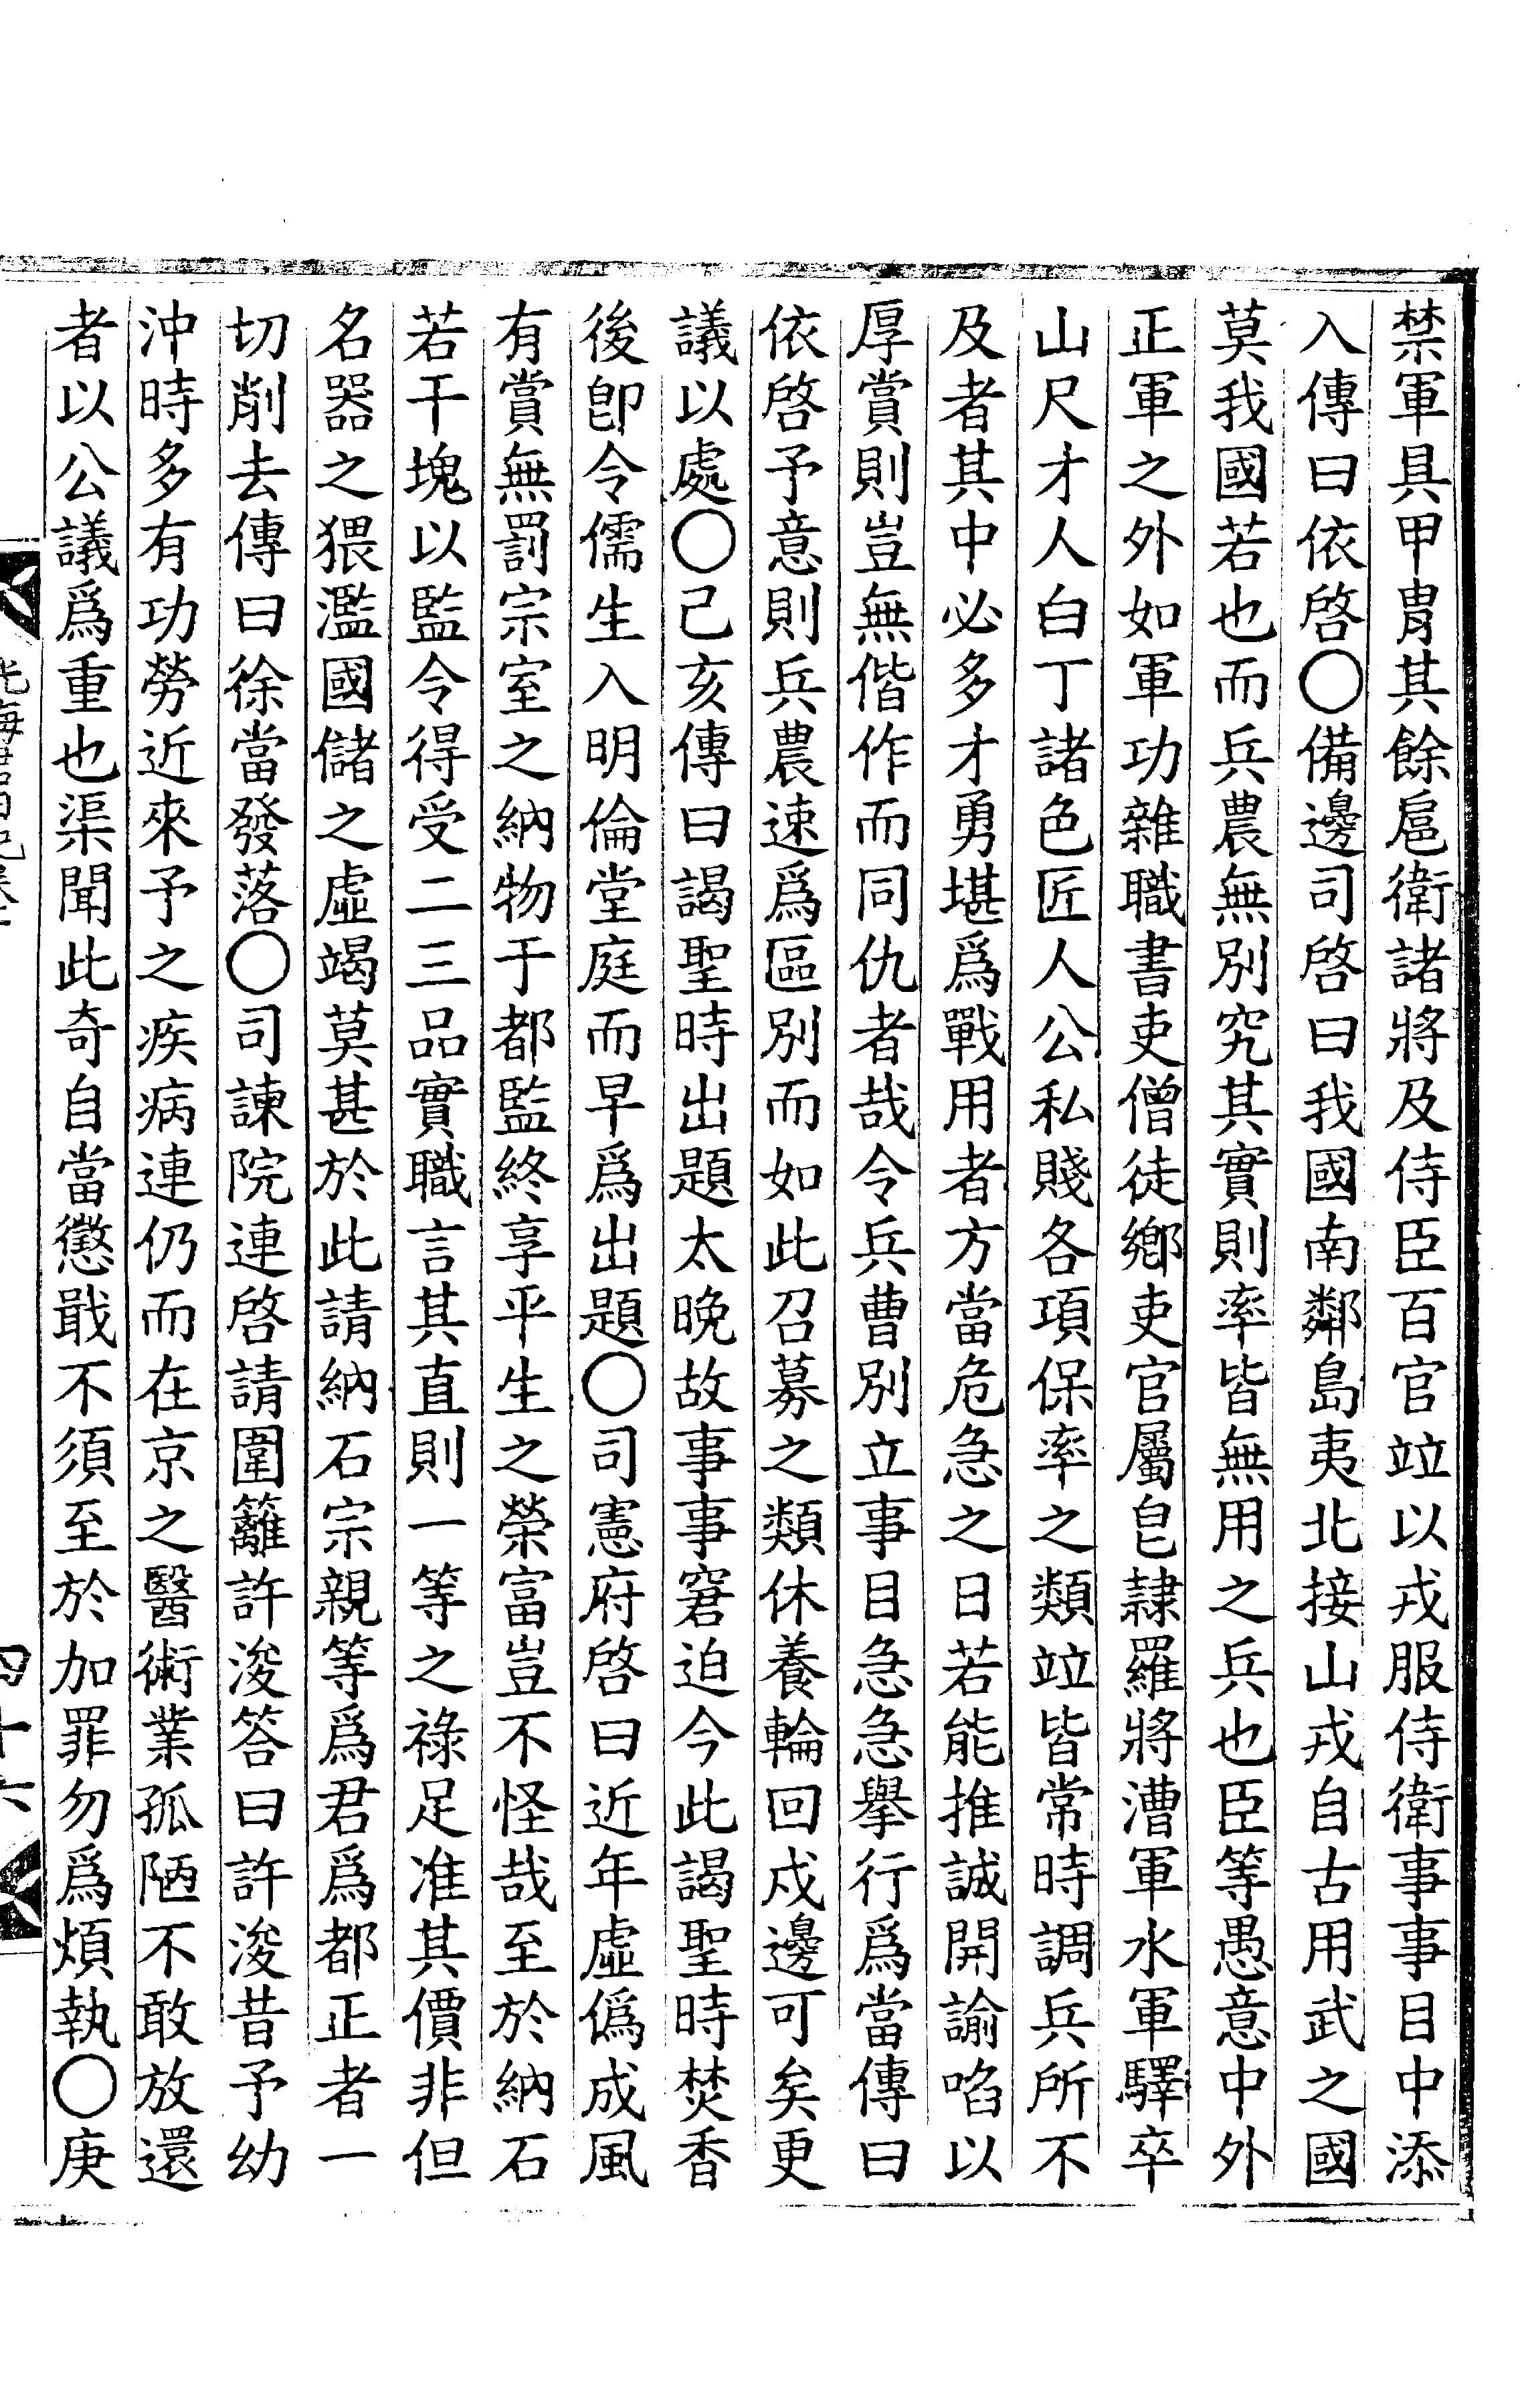 禁軍具甲胄其餘扈衛諸將及侍臣百官竝以戎服侍衛事事目中添
入傳曰依啓〇備邊司啓曰我國南鄰島夷北接山戎自古用武之國
莫我國若也而兵農無別究其實則率皆無用之兵也臣等愚意中外
正軍之外如軍功雜職書吏僧徒鄕吏官屬皂隷羅將漕軍水軍驛卒
山尺才人白丁諸色匠人公私賤各項保率之類竝皆常時調兵所不
及者其中必多才勇堪爲戰用者方當危急之日若能推誠開諭啗以
厚賞則豈無偕作而同仇者哉令兵曹別立事目急急擧行爲當傳曰
依啓予意則兵農速爲區別而如此召募之類休養輪回戍邊可矣更
議以處〇己亥傳曰謁聖時出題太晩故事事窘迫今此謁聖時焚香
後卽令儒生入明倫堂庭而早爲出題〇司憲府啓曰近年虛僞成風
有賞無罰宗室之納物于都監終享平生之榮富豈不怪哉至於納石
若干塊以監令得受二三品實職言其直則一等之祿足准其價非但
名器之猥濫國儲之虛竭莫甚於此請納石宗親等爲君爲都正者一
切削去傳曰徐當發落〇司諫院連啓請圍籬許浚答曰許浚昔予幼
沖時多有功勞近來予之疾病連仍而在京之醫術業孤陋不敢放還
者以公議爲重也渠聞此奇自當懲戢不須至於加罪勿爲煩執〇庚
四十六